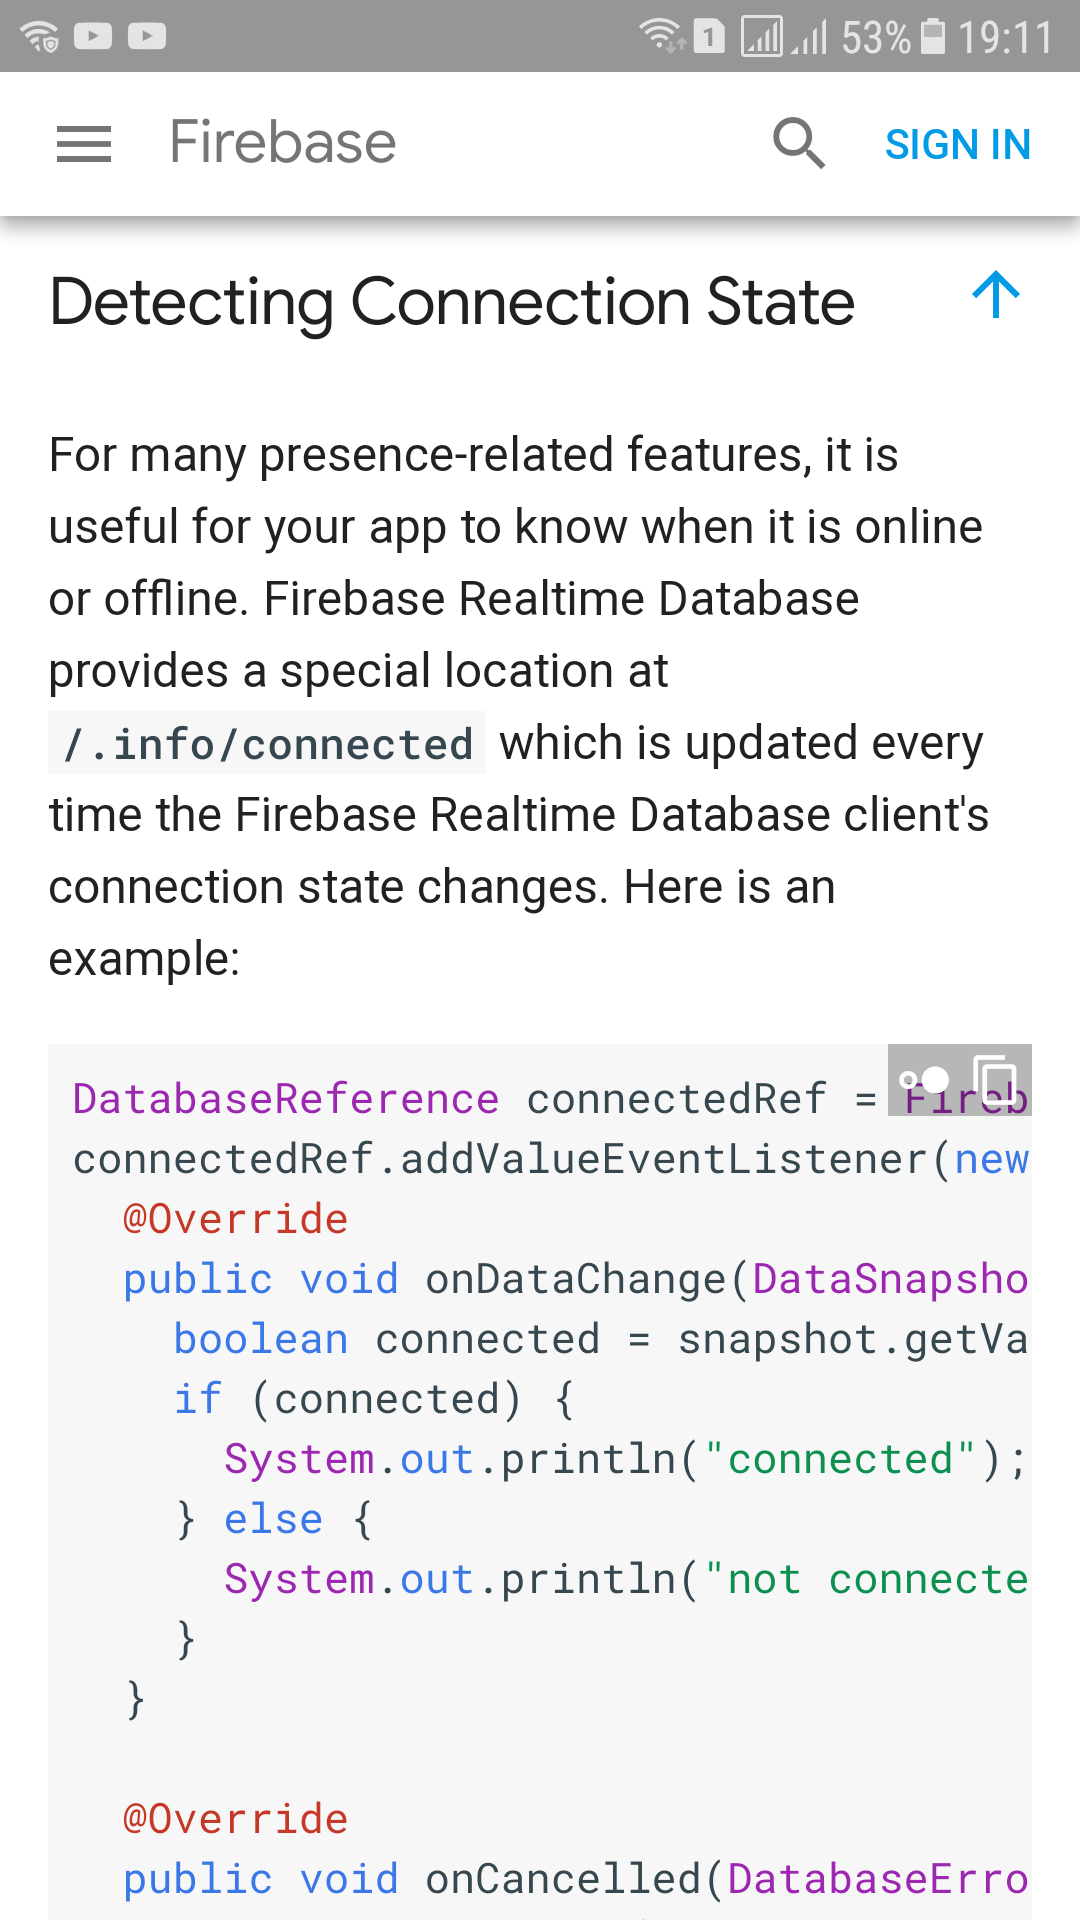 53% 19:11
Firebase SIGN IN
Detecting Connection State
For many presence-related features, it is
useful for your app to know when it is online
or offline. Firebase Realtime Database
provides a special location at
/.info/connected which is updated every
time the Firebase Realtime Database client's
connection state changes. Here is an
example:
DatabaseReference connectedRef = Fireb
connectedRef.addValueEventListener(new
@Override
public void onDataChange(DataSnapsho
boolean connected = snapshot.getVa
if (connected) {
System.out.println("connected");
} else {
System.out.println("not connecte
}
}
@Override
public void onCancelled(DatabaseErro